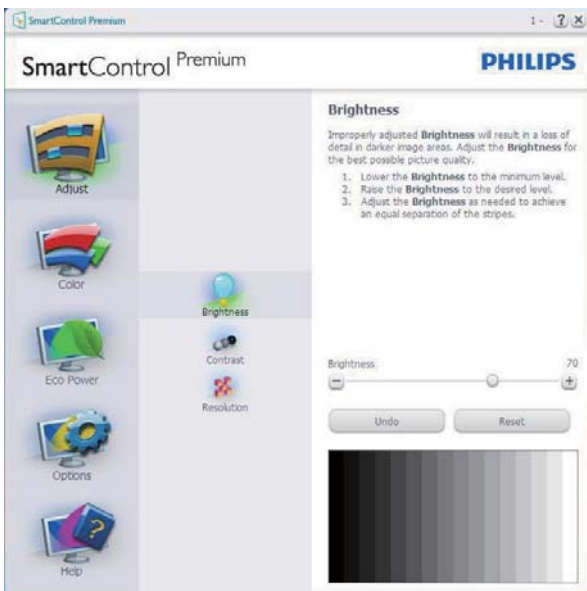 SmartControl Premium
1 - ? X
SmartControl Premium
PHILIPS
Adjust
Color
Eco Power
Options
Help
Brightness
Contrast
Resolution
Brightness
Improperly adjusted Brightness will result in a loss of
detail in darker image areas. Adjust the Brightness for
the best possible picture quality.
1. Lower the Brightness to the minimum level.
2. Raise the Brightness to the desired level.
3. Adjust the Brightness as needed to achieve
an equal separation of the stripes.
Brightness 70
Undo Reset